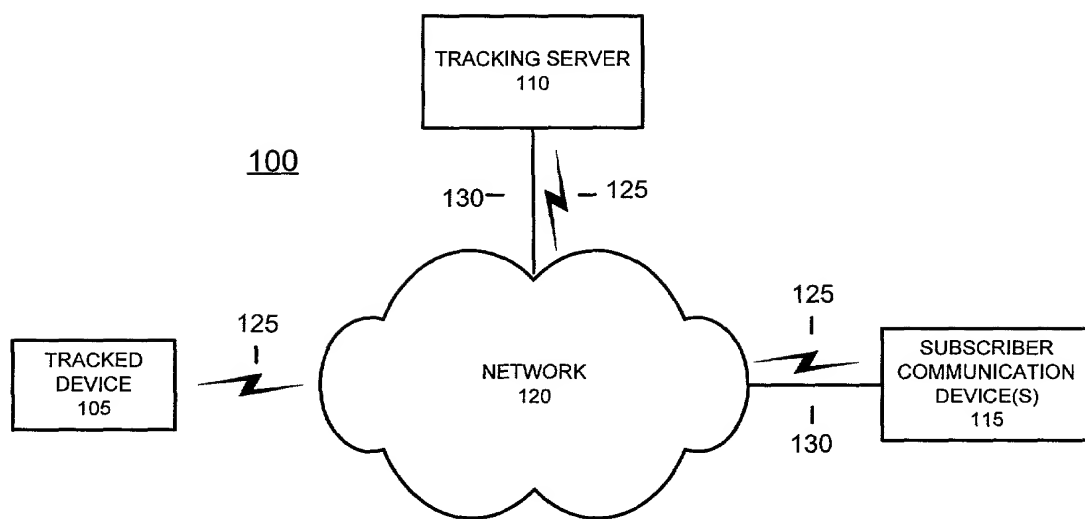 TRACKING SERVER
110
100
130
125
125
125
TRACKED
DEVICE
105
NETWORK
120
SUBSCRIBER
COMMUNICATION
DEVICE(S)
115
130